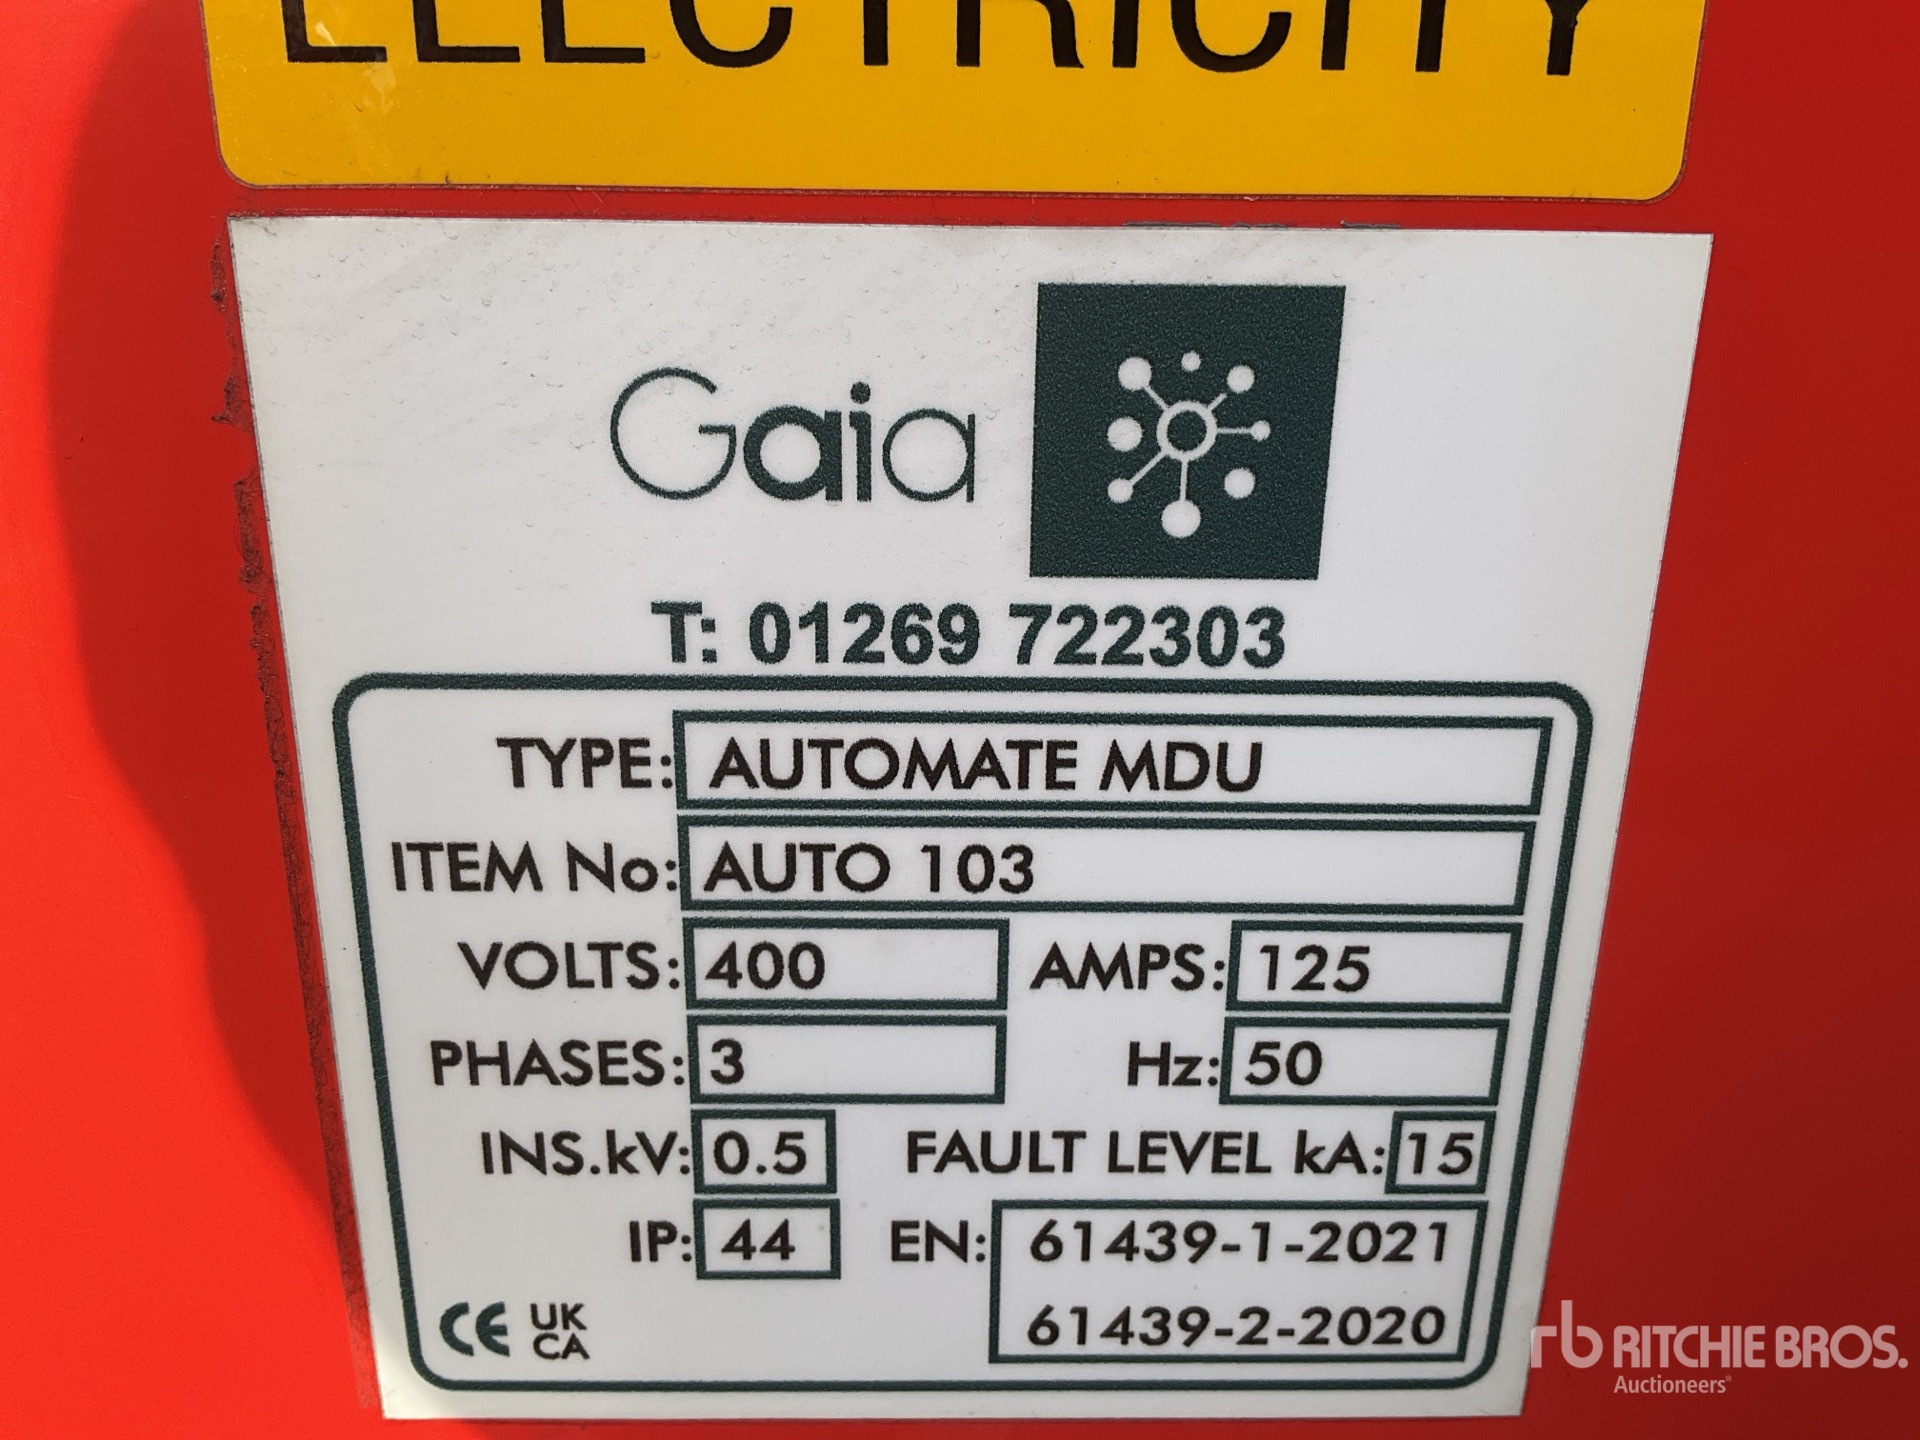 ELECTRICITY
Gaia
T: 01269 722303
TYPE: AUTOMATE MDU
ITEM No: AUTO 103
VOLTS: 400 AMPS: 125
PHASES: 3 Hz: 50
INS.kV: 0.5 FAULT LEVEL kA: 15
IP: 44 EN: 61439-1-2021
61439-2-2020
CE UK
CA
rb RITCHIE BROS.
Auctioneers®